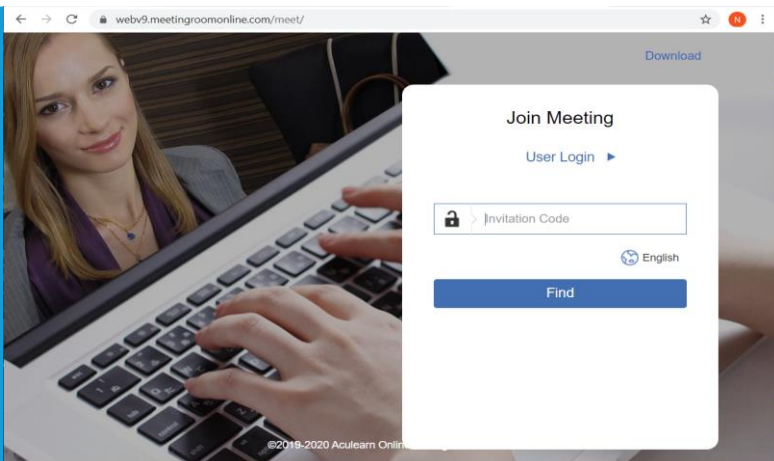 webv9.meetingroomonline.com/meet/
N
Download
Join Meeting
User Login
Invitation Code
English
Find
©2019-2020 Aculearn Onlin